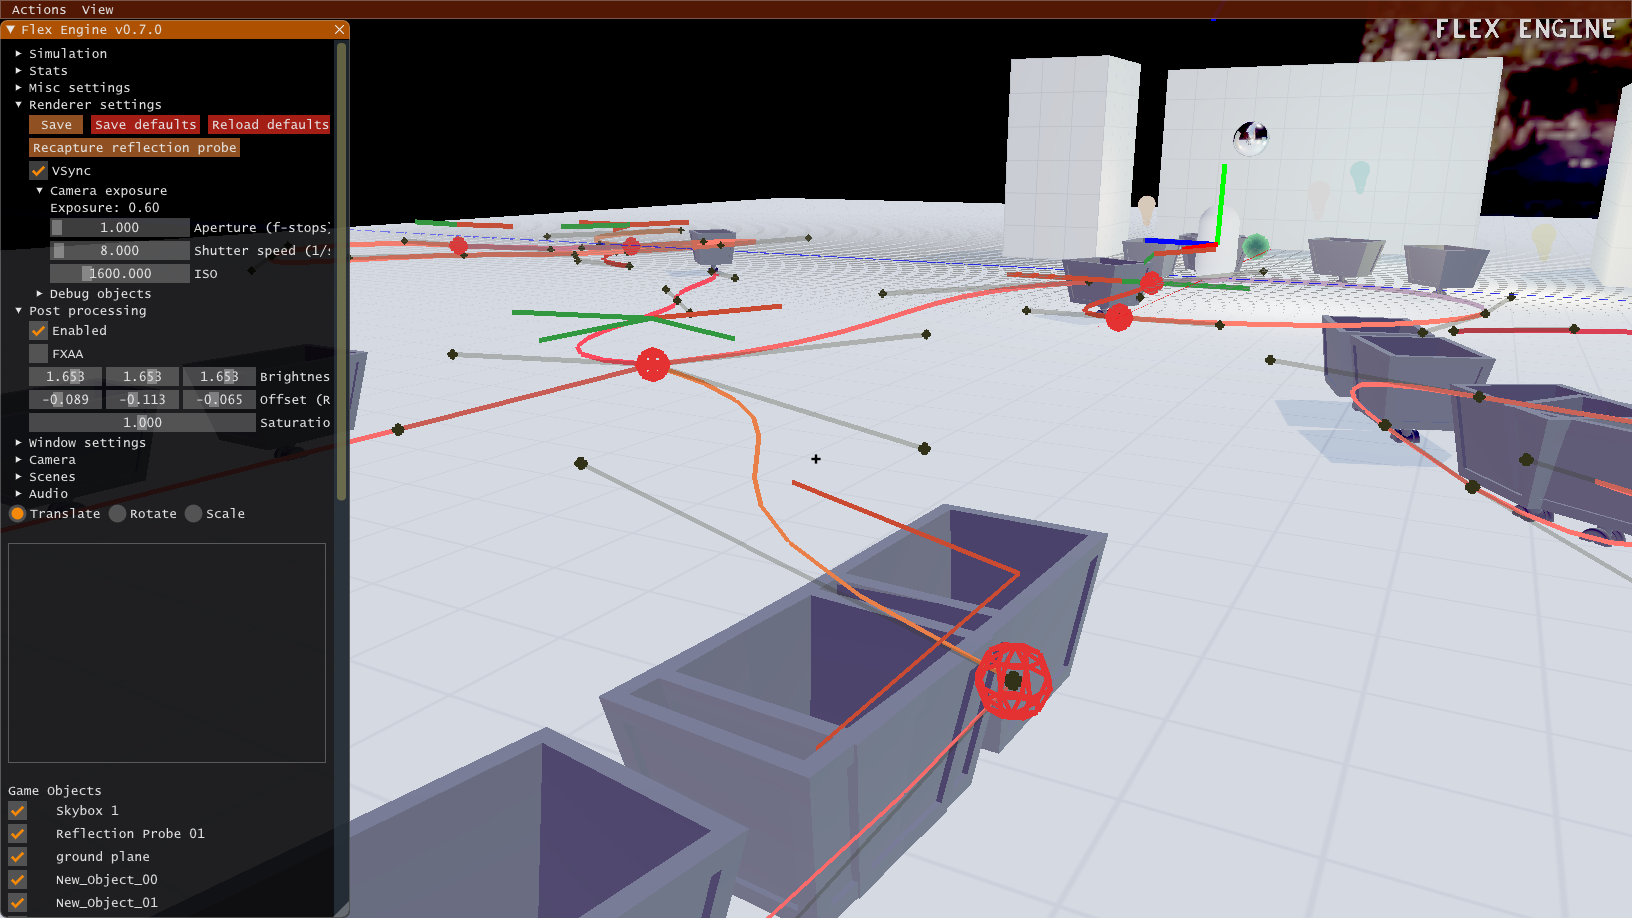 Actions View
Flex Engine v0.7.0
FLEX ENGINE
Simulation
Stats
Misc settings
Renderer settings
Save Save defaults Reload defaults
Recapture reflection probe
VSync
Camera exposure
Exposure: 0.60
1.000 Aperture (f-stops
8.000 Shutter speed (1/
1600.000 ISO
Debug objects
Post processing
Enabled
FXAA
1.653 1.653 1.653 Brightnes
-0.089 -0.113 -0.065 Offset (R
1.000 Saturatio
Window settings
Camera
Scenes
Audio
Translate Rotate Scale
Game Objects
Skybox 1
Reflection Probe 01
ground plane
New_Object_00
New_Object_01